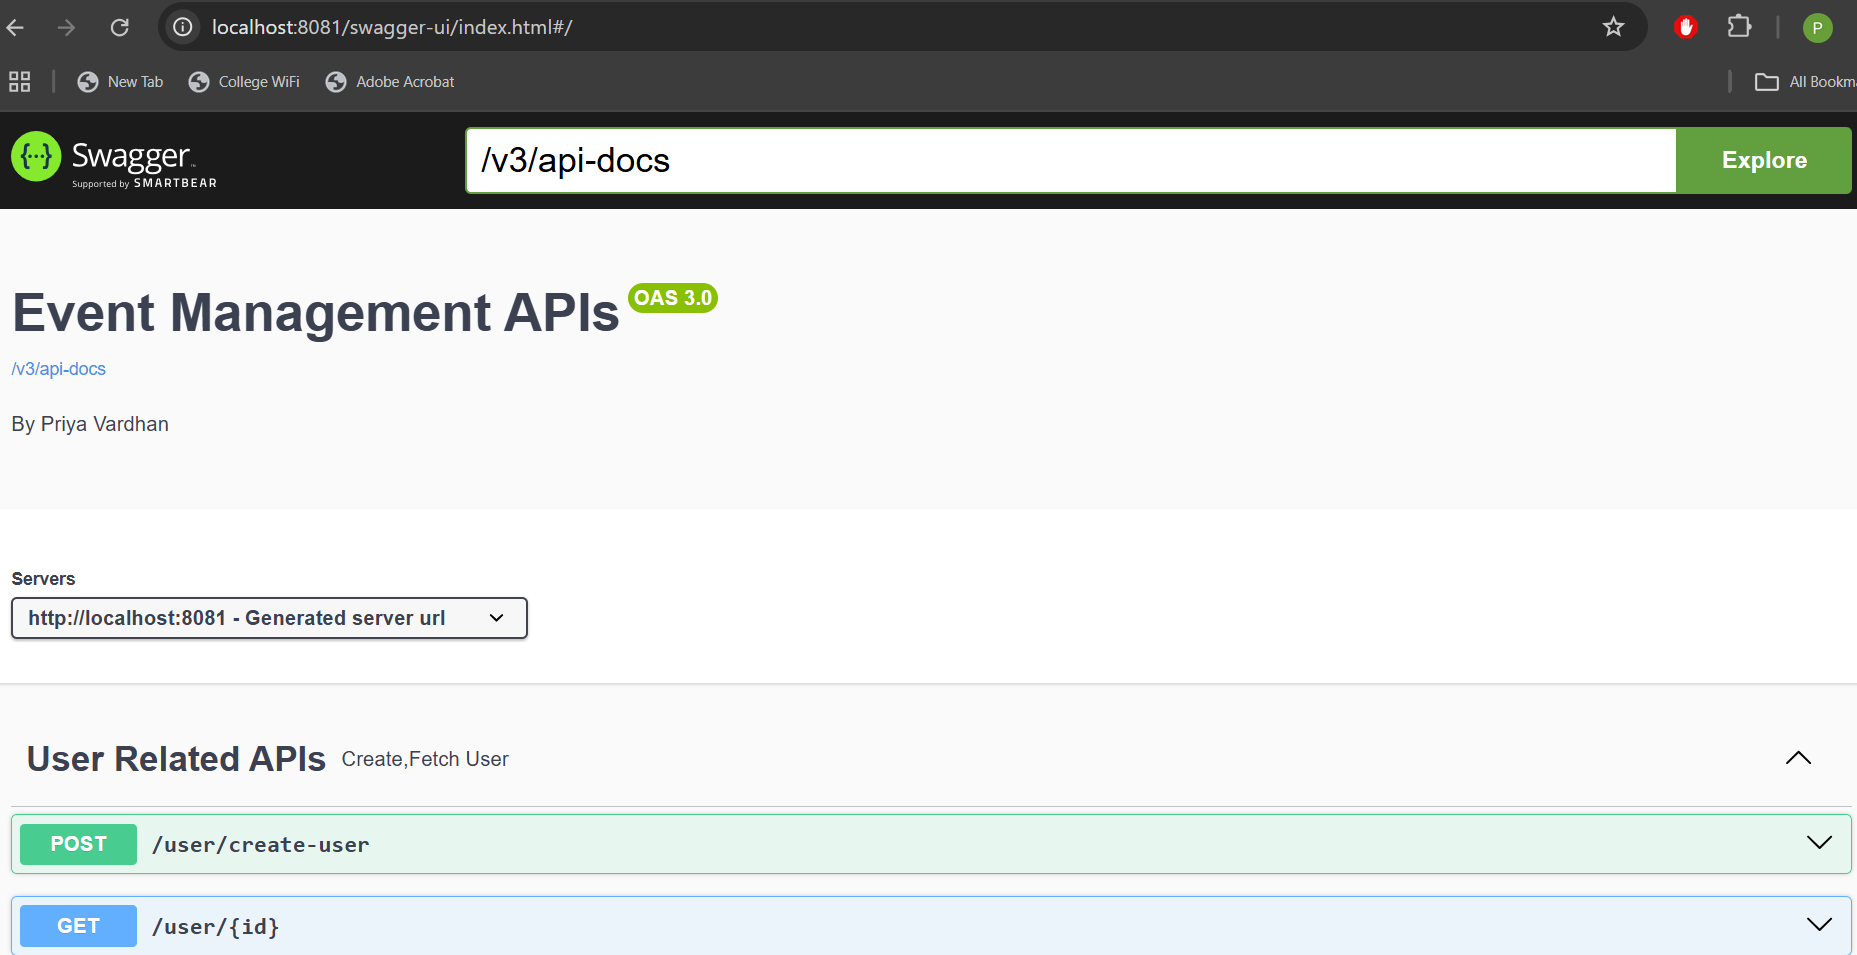 localhost:8081/swagger-ui/index.html#/
P
New Tab
College WiFi
Adobe Acrobat
All Bookma
{···} Swagger™
Supported by SMARTBEAR
/v3/api-docs
Explore
Event Management APIs OAS 3.0
/v3/api-docs
By Priya Vardhan
Servers
http://localhost:8081 - Generated server url
User Related APIs Create,Fetch User
POST /user/create-user
GET /user/{id}